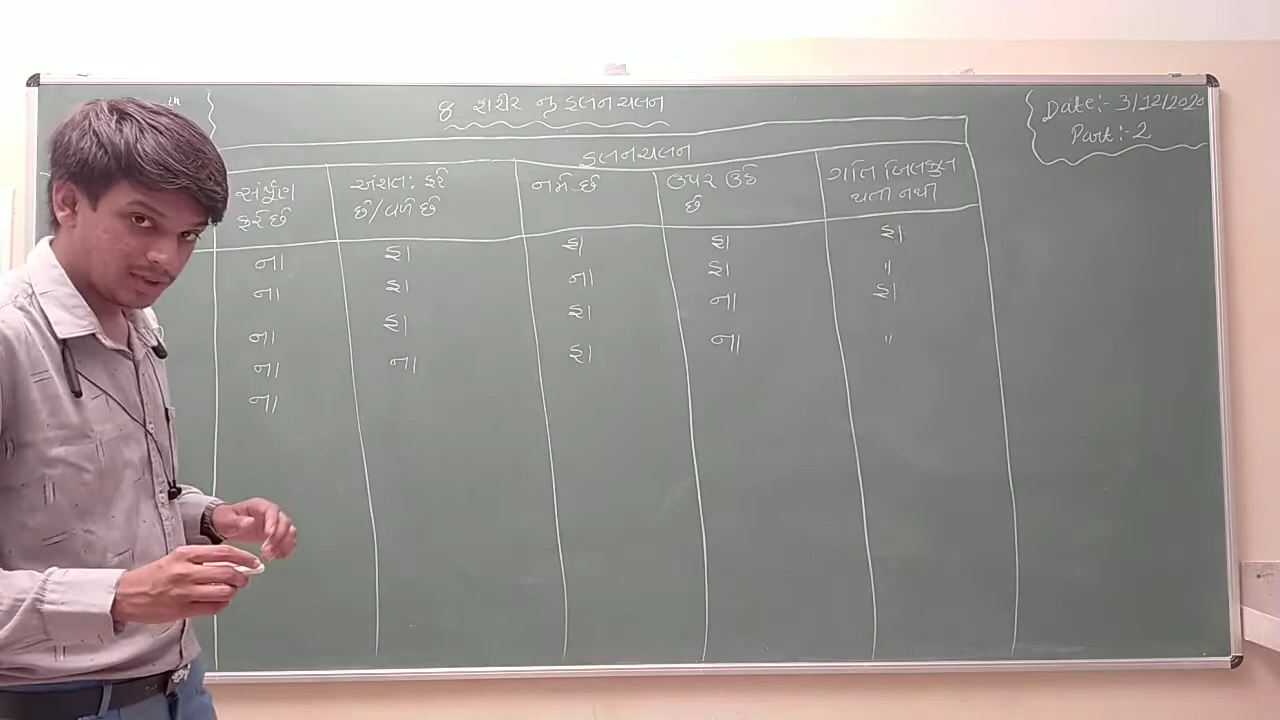 8 શરીર નુ હલનચલન
Date:- 3/12/2020
Part:-2
હલનચલન
સંર્પુણ ફરે છે
અંશતઃ ફરે છે/વળે છે
નમે છે
ઉપર ઉઠે છે
ગતિ બિલકુલ થતી નથી
ના હા હા હા હા
ના હા ના હા "
ના હા હા ના હા
ના ના હા ના "
ના